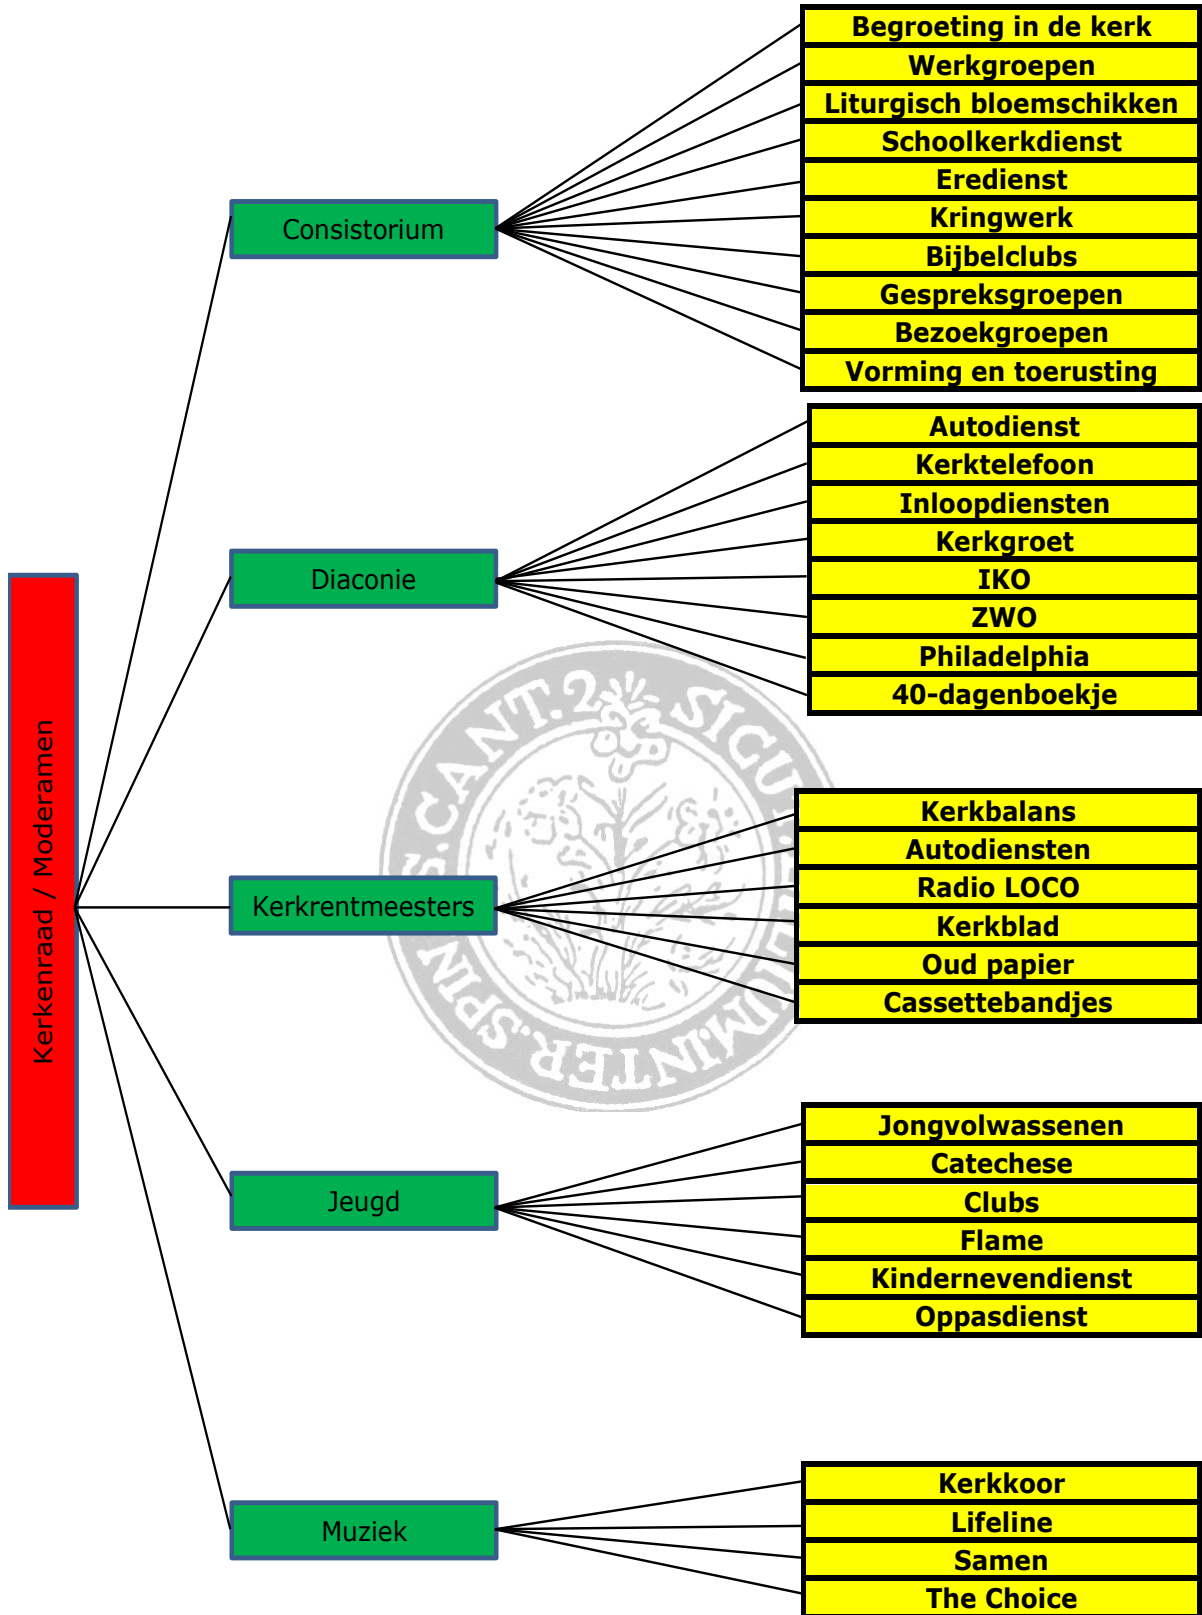 Kerkenraad / Moderamen
Consistorium
Begroeting in de kerk
Werkgroepen
Liturgisch bloemschikken
Schoolkerkdienst
Eredienst
Kringwerk
Bijbelclubs
Gespreksgroepen
Bezoekgroepen
Vorming en toerusting
Diaconie
Autodienst
Kerktelefoon
Inloopdiensten
Kerkgroet
IKO
ZWO
Philadelphia
40-dagenboekje
Kerkrentmeesters
Kerkbalans
Autodiensten
Radio LOCO
Kerkblad
Oud papier
Cassettebandjes
Jeugd
Jongvolwassenen
Catechese
Clubs
Flame
Kindernevendienst
Oppasdienst
Muziek
Kerkkoor
Lifeline
Samen
The Choice
CANT.2